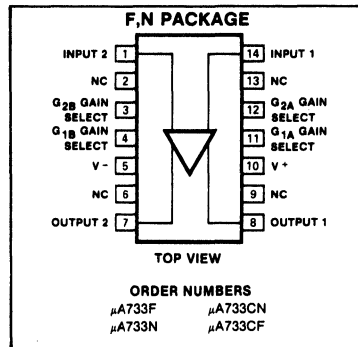 F,N PACKAGE
INPUT 2 1 14 INPUT 1
NC 2 13 NC
G2B GAIN SELECT 3 12 G2A GAIN SELECT
G1B GAIN SELECT 4 11 G1A GAIN SELECT
V- 5 10 V+
NC 6 9 NC
OUTPUT 2 7 8 OUTPUT 1
TOP VIEW
ORDER NUMBERS
μA733F μA733CN
μA733N μA733CF